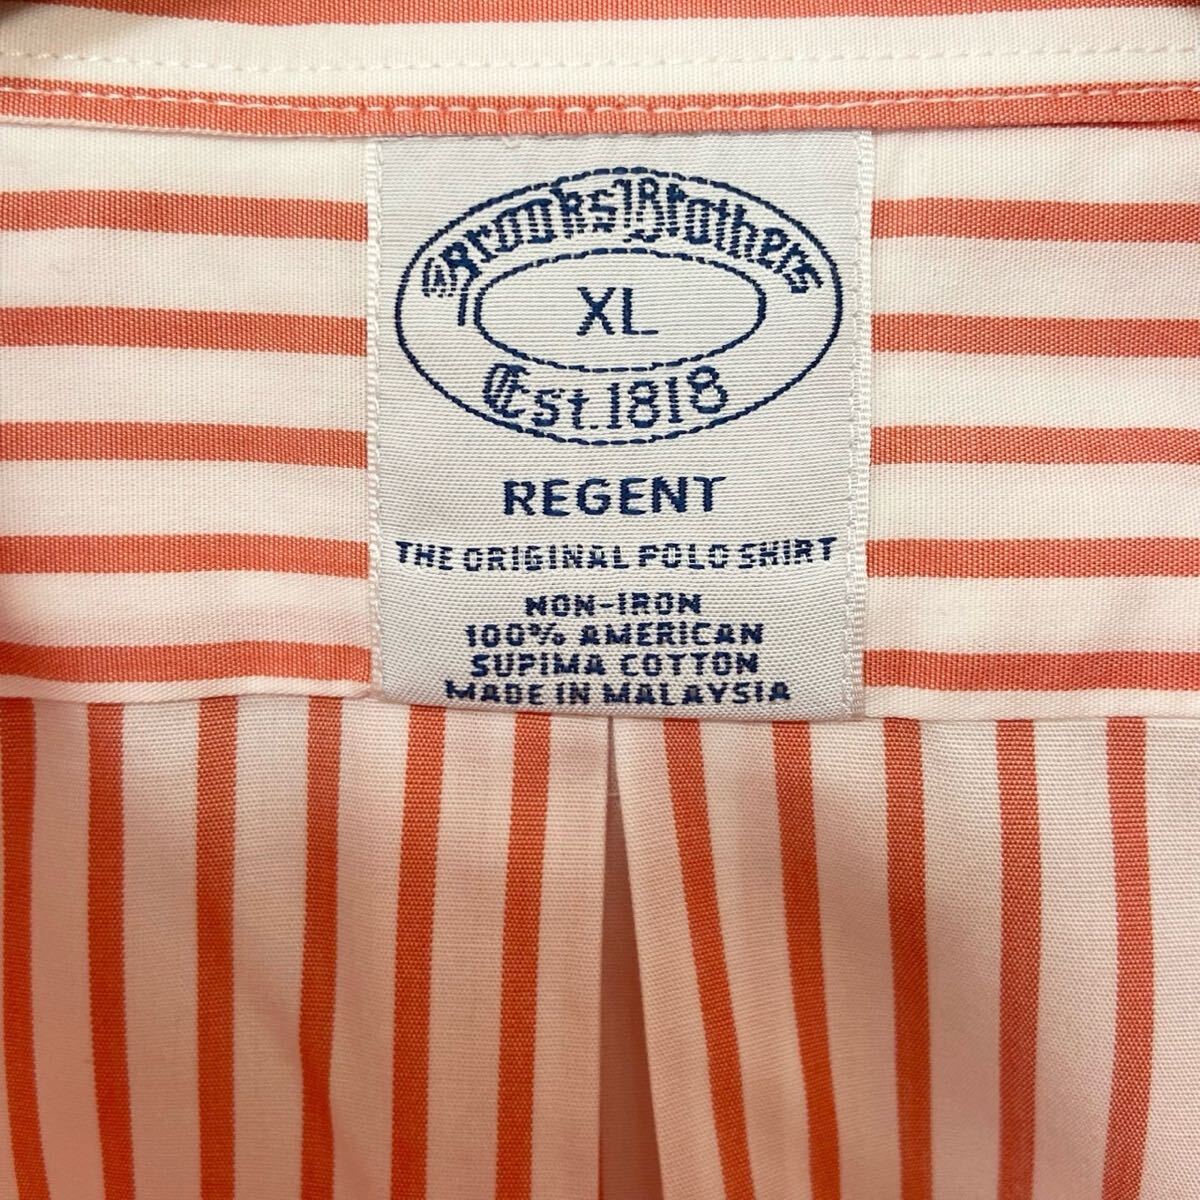 Brooks Brothers
XL
Est. 1818
REGENT
THE ORIGINAL POLO SHIRT
NON-IRON
100% AMERICAN
SUPIMA COTTON
MADE IN MALAYSIA